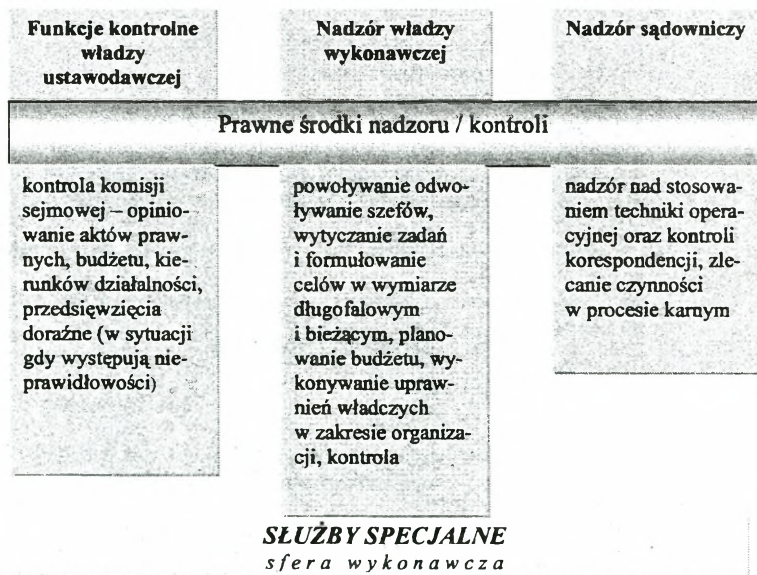 Funkcje kontrolne
władzy
ustawodawczej
Nadzór władzy
wykonawczej
Nadzór sądowniczy
Prawne środki nadzoru / kontroli
kontrola komisji
sejmowej – opinio-
wanie aktów praw-
nych, budżetu, kie-
runków działalności,
przedsięwzięcia
doraźne (w sytuacji
gdy występują nie-
prawidłowości)
powoływanie odwo-
ływanie szefów,
wytyczanie zadań
i formułowanie
celów w wymiarze
długofalowym
i bieżącym, plano-
wanie budżetu, wy-
konywanie upraw-
nień władczych
w zakresie organiza-
cji, kontrola
nadzór nad stosowa-
niem techniki opera-
cyjnej oraz kontroli
korespondencji, zle-
canie czynności
w procesie karnym
SŁUŻBY SPECJALNE
sfera wykonawcza